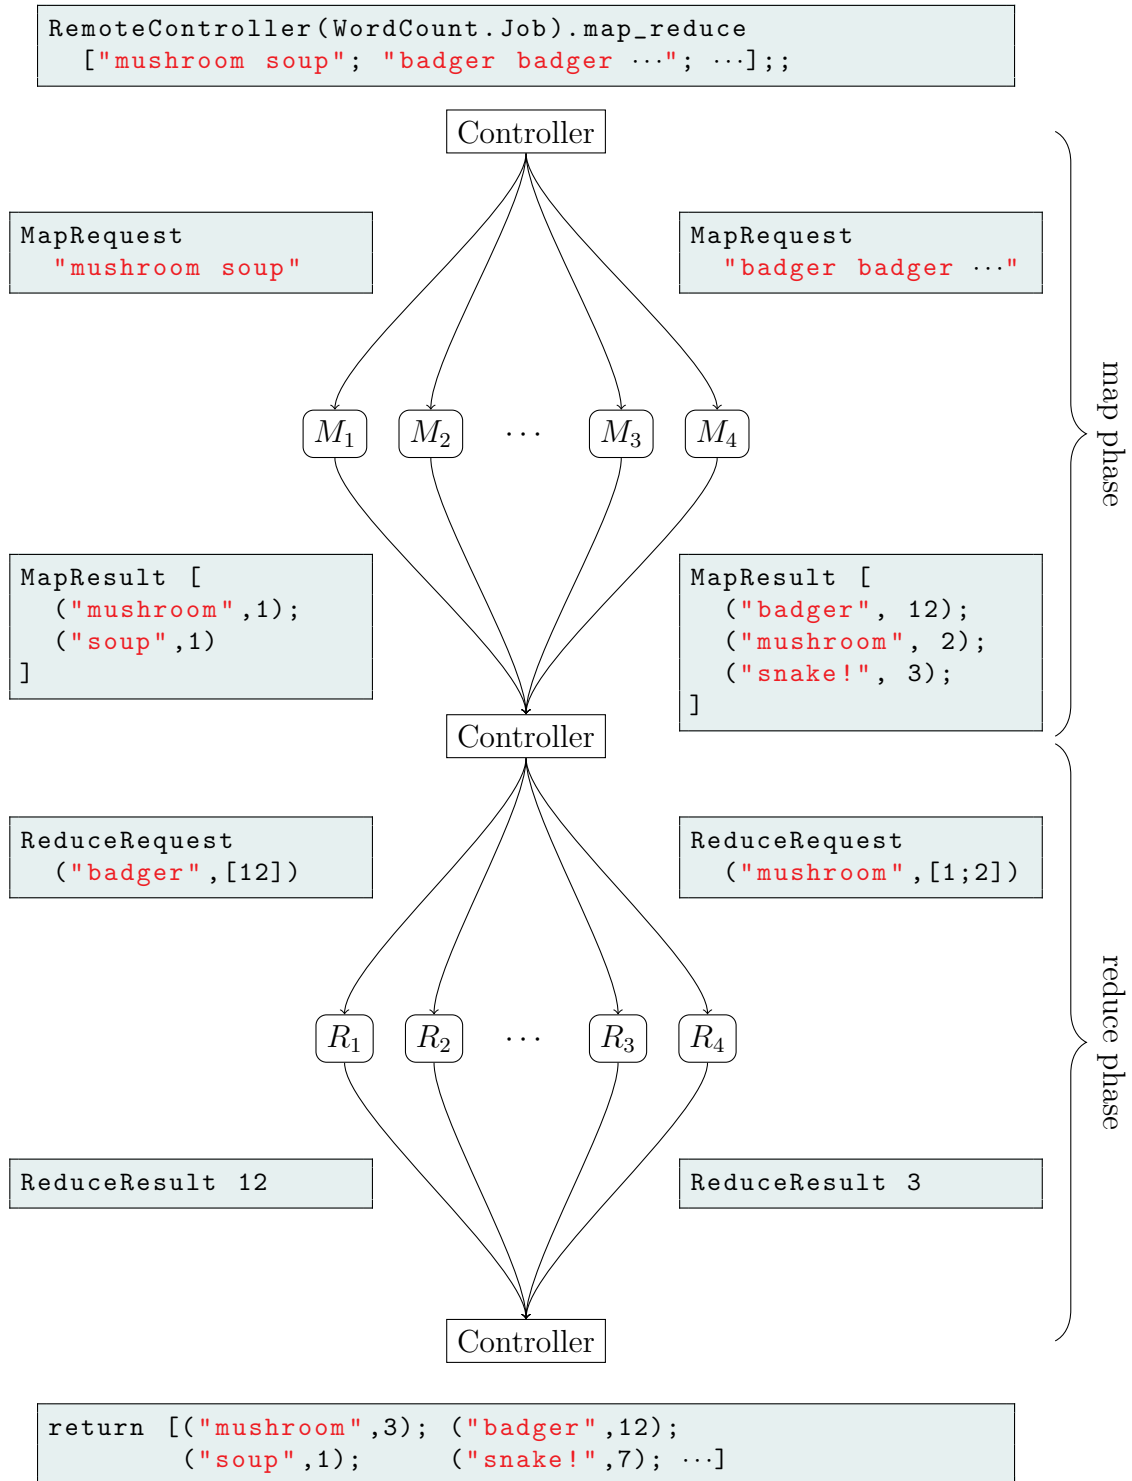 RemoteController(WordCount.Job).map_reduce
["mushroom soup"; "badger badger ···"; ···];;
Controller
MapRequest
"mushroom soup"
MapRequest
"badger badger ···"
map phase
M₁ M₂ ··· M₃ M₄
MapResult [
("mushroom",1);
("soup",1)
]
MapResult [
("badger", 12);
("mushroom", 2);
("snake!", 3);
]
Controller
ReduceRequest
("badger",[12])
ReduceRequest
("mushroom",[1;2])
reduce phase
R₁ R₂ ··· R₃ R₄
ReduceResult 12
ReduceResult 3
Controller
return [("mushroom",3); ("badger",12);
("soup",1); ("snake!",7); ···]